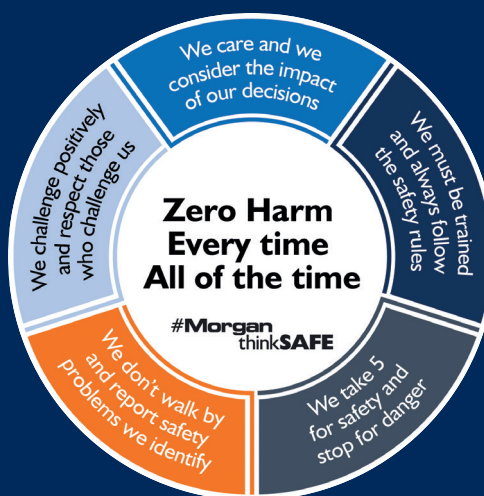 We care and we
consider the impact
of our decisions
We must be trained
and always follow
the safety rules
We take 5
for safety and
stop for danger
We don't walk by
and report safety
problems we identify
We challenge positively
and respect those
who challenge us
Zero Harm
Every time
All of the time
#Morgan
thinkSAFE